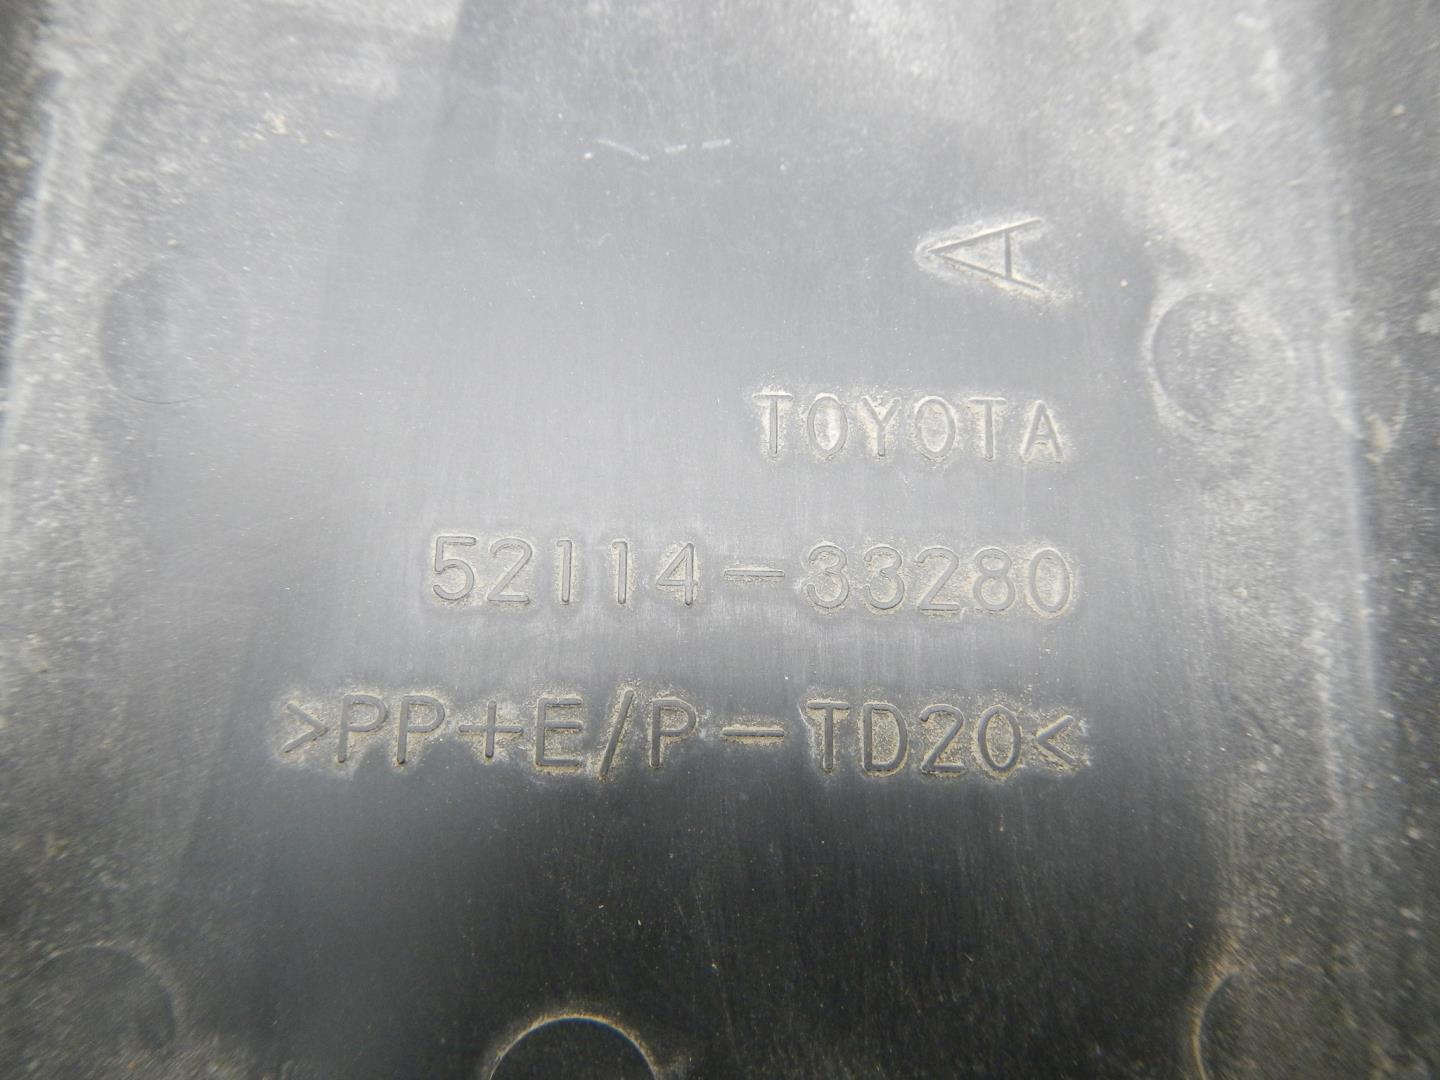 A
TOYOTA
52114-33280
>PP+E/P-TD20<